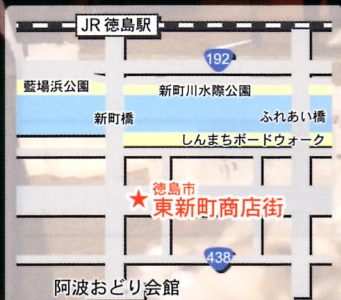 JR徳島駅
192
藍場浜公園
新町川水際公園
新町橋
ふれあい橋
しんまちボードウォーク
徳島市
東新町商店街
438
阿波おどり会館